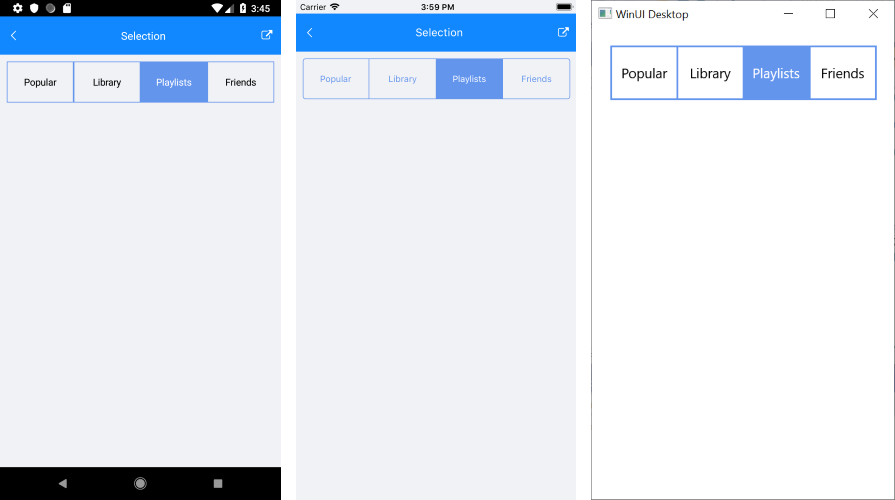 3:45
Selection
Popular Library Playlists Friends
Carrier 3:59 PM
Selection
Popular Library Playlists Friends
WinUI Desktop
Popular Library Playlists Friends